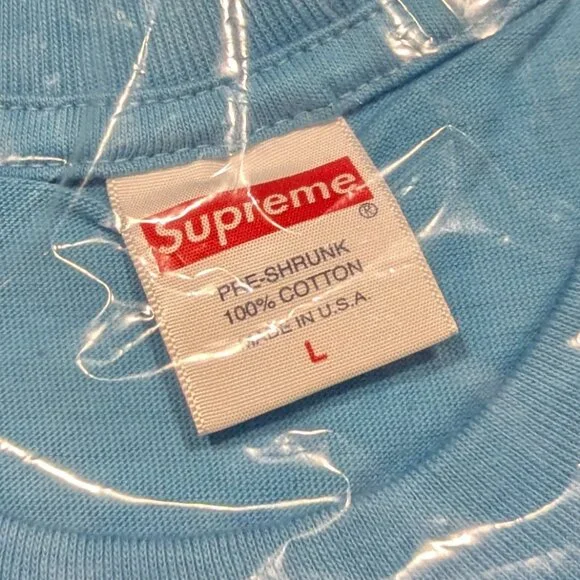 Supreme®
PRE-SHRUNK
100% COTTON
MADE IN U.S.A.
L